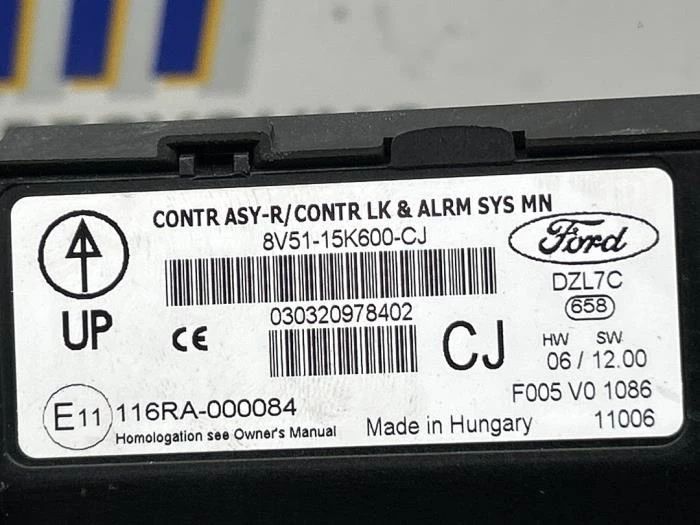 CONTR ASY-R/CONTR LK & ALRM SYS MN
8V51-15K600-CJ
Ford
DZL7C
658
UP
CE
030320978402
CJ
HW SW
06 / 12.00
E11
116RA-000084
F005 V0 1086
Homologation see Owner's Manual
Made in Hungary
11006